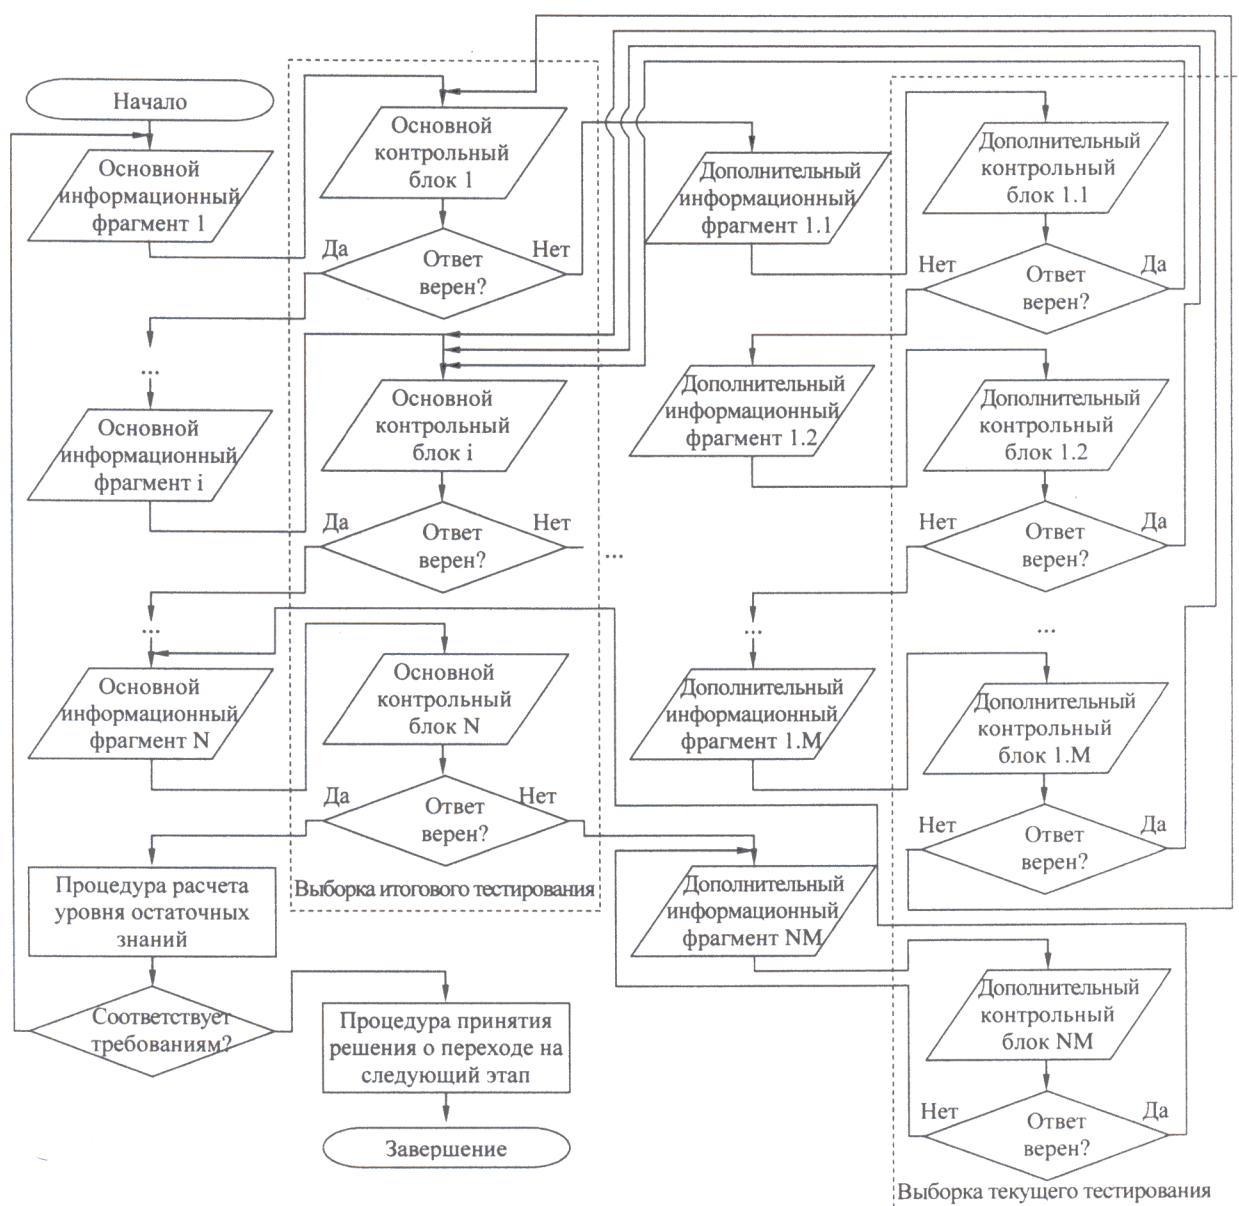 Начало
Основной
информационный
фрагмент 1
Основной
контрольный
блок 1
Да
Ответ
верен?
Нет
Дополнительный
информационный
фрагмент 1.1
Дополнительный
контрольный
блок 1.1
Нет
Ответ
верен?
Да
...
Основной
информационный
фрагмент i
Основной
контрольный
блок i
Да
Ответ
верен?
Нет
...
Дополнительный
информационный
фрагмент 1.2
Дополнительный
контрольный
блок 1.2
Нет
Ответ
верен?
Да
...
Основной
информационный
фрагмент N
Основной
контрольный
блок N
Да
Ответ
верен?
Нет
...
Дополнительный
информационный
фрагмент 1.M
...
Дополнительный
контрольный
блок 1.M
Нет
Ответ
верен?
Да
Выборка итогового тестирования
Процедура расчета
уровня остаточных
знаний
Соответствует
требованиям?
Процедура принятия
решения о переходе на
следующий этап
Завершение
Дополнительный
информационный
фрагмент NM
Дополнительный
контрольный
блок NM
Нет
Ответ
верен?
Да
Выборка текущего тестирования